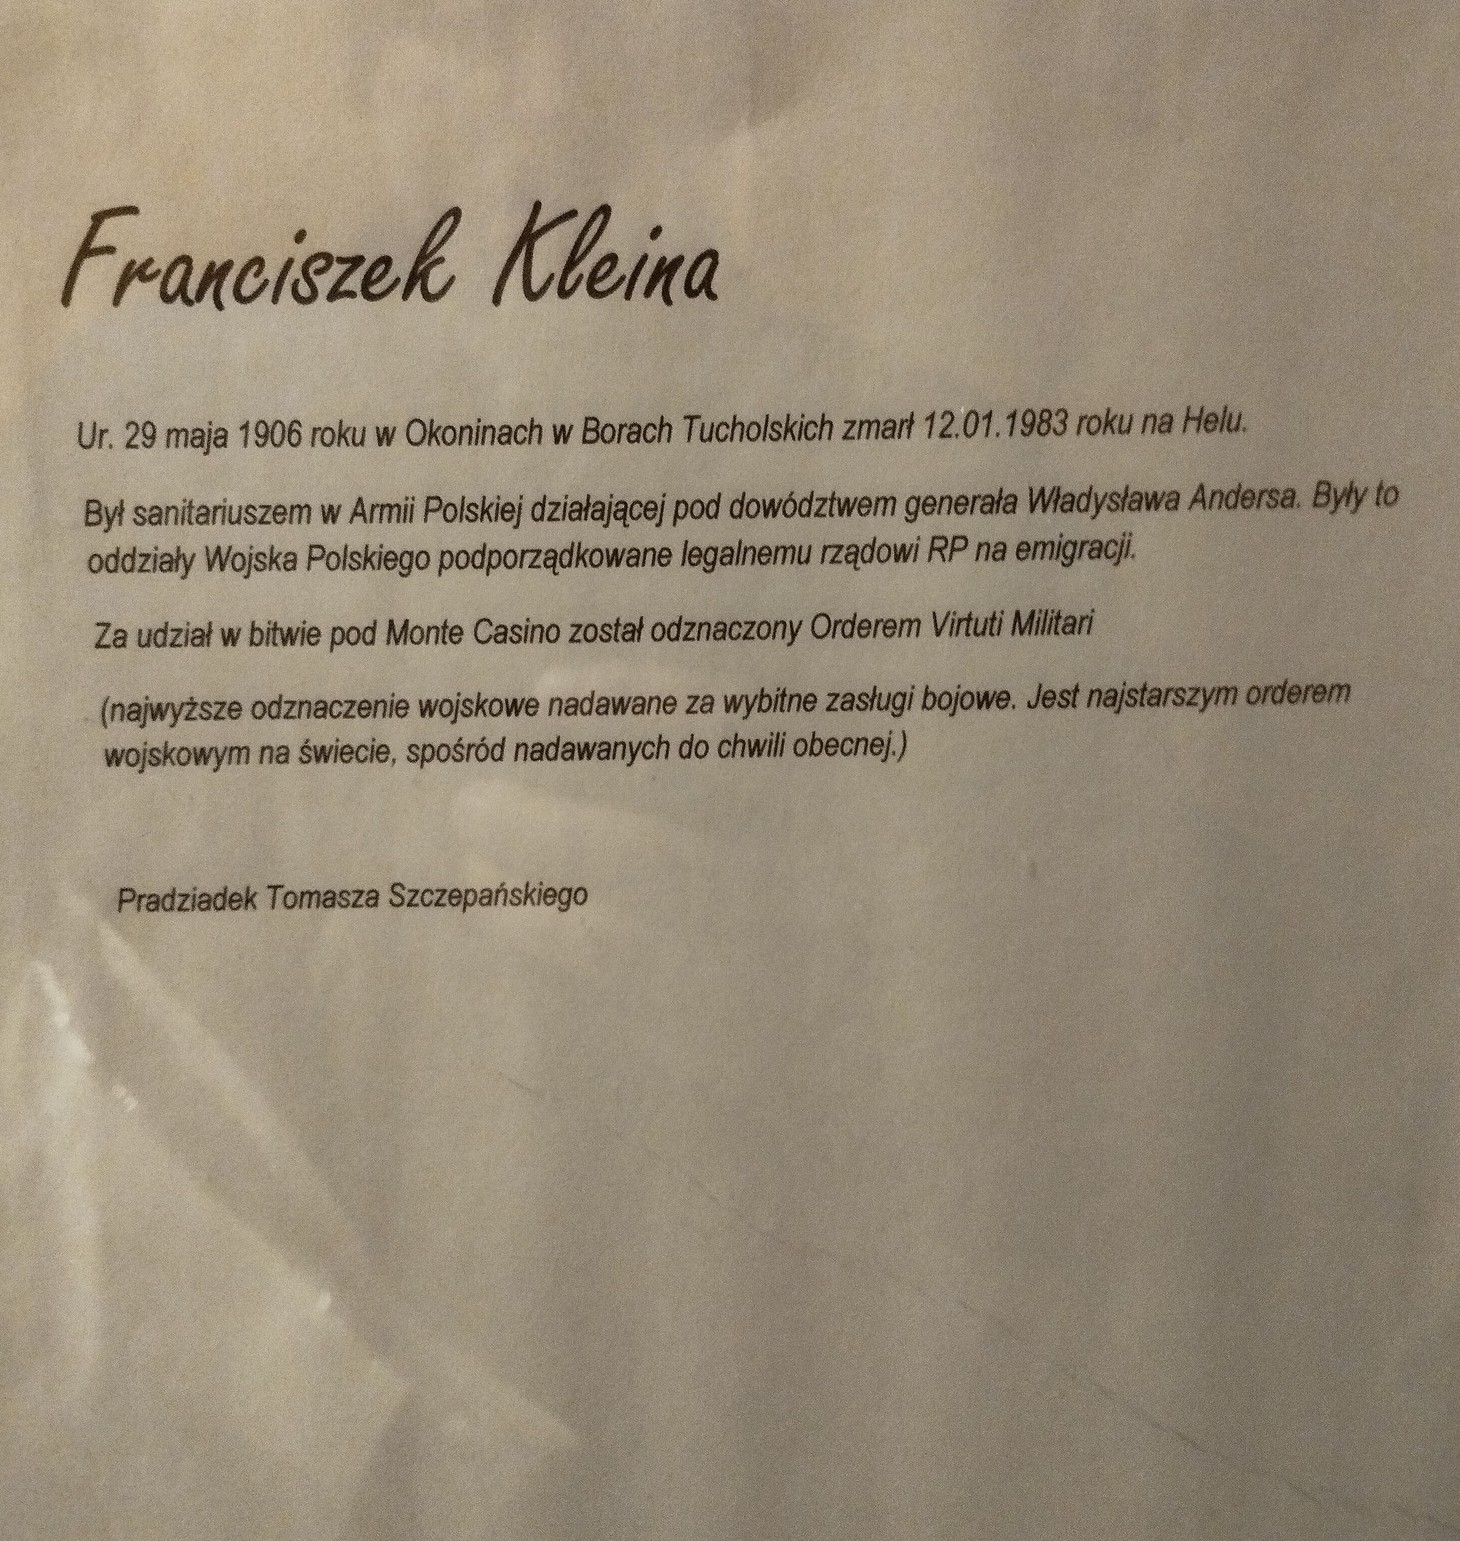 Franciszek Kleina
Ur. 29 maja 1906 roku w Okoninach w Borach Tucholskich zmarł 12.01.1983 roku na Helu.
Był sanitariuszem w Armii Polskiej działającej pod dowództwem generała Władysława Andersa. Były to
oddziały Wojska Polskiego podporządkowane legalnemu rządowi RP na emigracji.
Za udział w bitwie pod Monte Casino został odznaczony Orderem Virtuti Militari
(najwyższe odznaczenie wojskowe nadawane za wybitne zasługi bojowe. Jest najstarszym orderem
wojskowym na świecie, spośród nadawanych do chwili obecnej.)
Pradziadek Tomasza Szczepańskiego